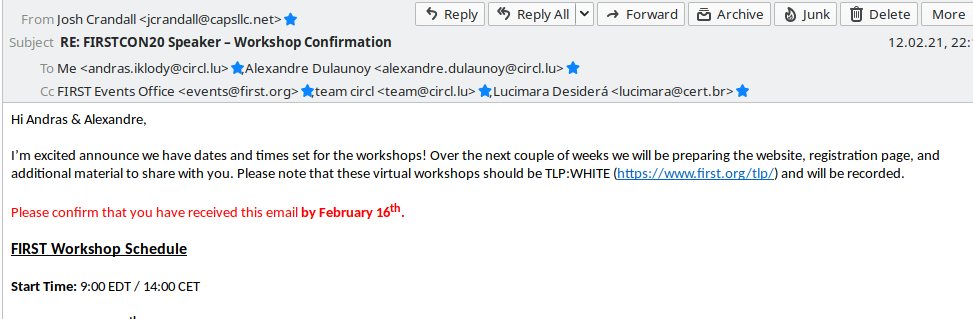 From Josh Crandall <jcrandall@capsllc.net>
Reply Reply All Forward Archive Junk Delete More
Subject RE: FIRSTCON20 Speaker – Workshop Confirmation 12.02.21, 22:
To Me <andras.iklody@circl.lu> Alexandre Dulaunoy <alexandre.dulaunoy@circl.lu>
Cc FIRST Events Office <events@first.org> team circl <team@circl.lu> Lucimara Desiderá <lucimara@cert.br>
Hi Andras & Alexandre,
I'm excited announce we have dates and times set for the workshops! Over the next couple of weeks we will be preparing the website, registration page, and
additional material to share with you. Please note that these virtual workshops should be TLP:WHITE (https://www.first.org/tlp/) and will be recorded.
Please confirm that you have received this email by February 16th.
FIRST Workshop Schedule
Start Time: 9:00 EDT / 14:00 CET